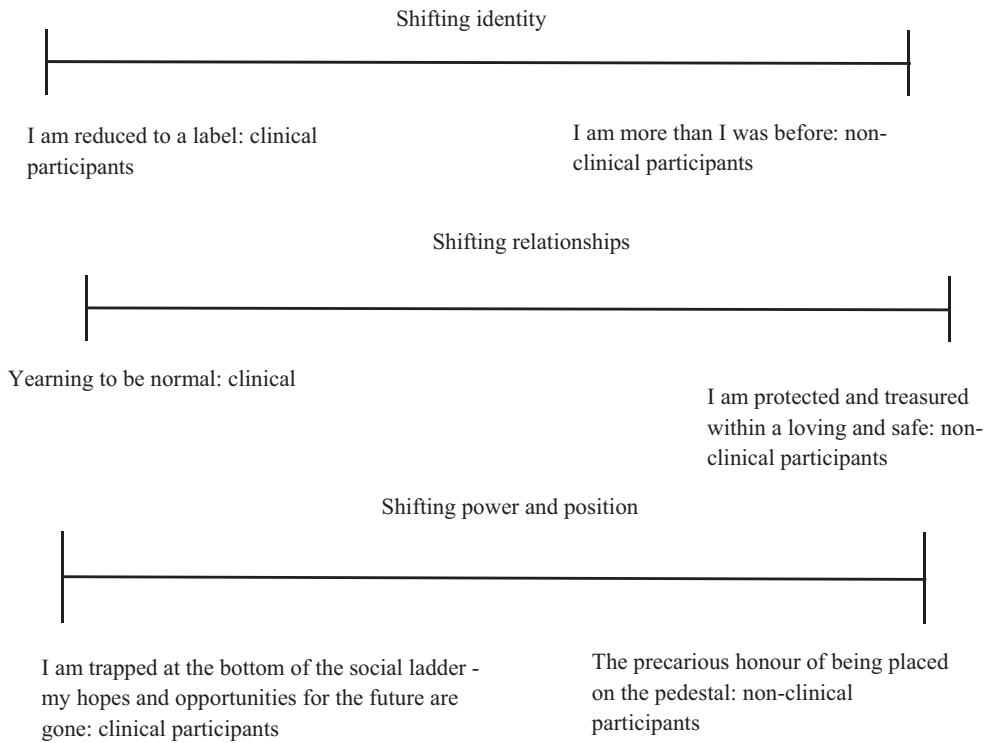 Shifting identity
I am reduced to a label: clinical
participants
I am more than I was before: non-
clinical participants
Shifting relationships
Yearning to be normal: clinical
I am protected and treasured
within a loving and safe: non-
clinical participants
Shifting power and position
I am trapped at the bottom of the social ladder -
my hopes and opportunities for the future are
gone: clinical participants
The precarious honour of being placed
on the pedestal: non-clinical
participants